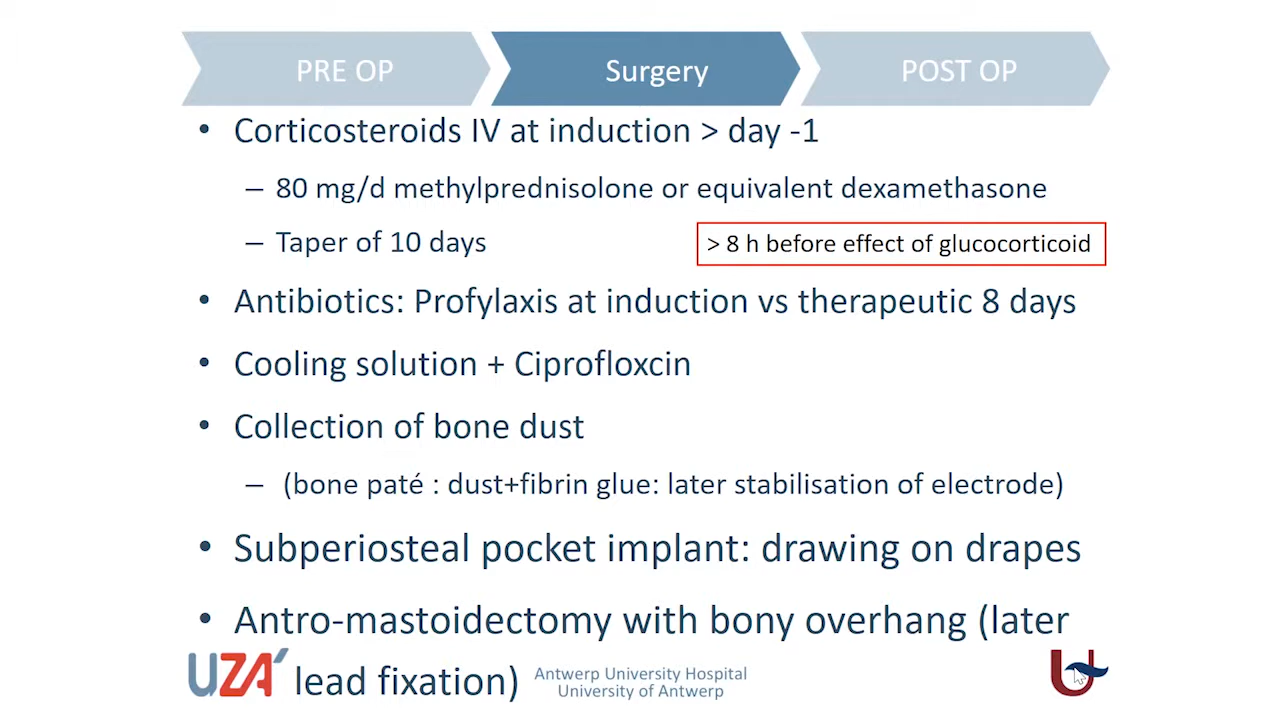 PRE OP
Surgery
POST OP
• Corticosteroids IV at induction > day -1
– 80 mg/d methylprednisolone or equivalent dexamethasone
– Taper of 10 days
> 8 h before effect of glucocorticoid
• Antibiotics: Profylaxis at induction vs therapeutic 8 days
• Cooling solution + Ciprofloxcin
• Collection of bone dust
– (bone paté : dust+fibrin glue: later stabilisation of electrode)
• Subperiosteal pocket implant: drawing on drapes
• Antro-mastoidectomy with bony overhang (later
lead fixation)
UZA
Antwerp University Hospital
University of Antwerp
U